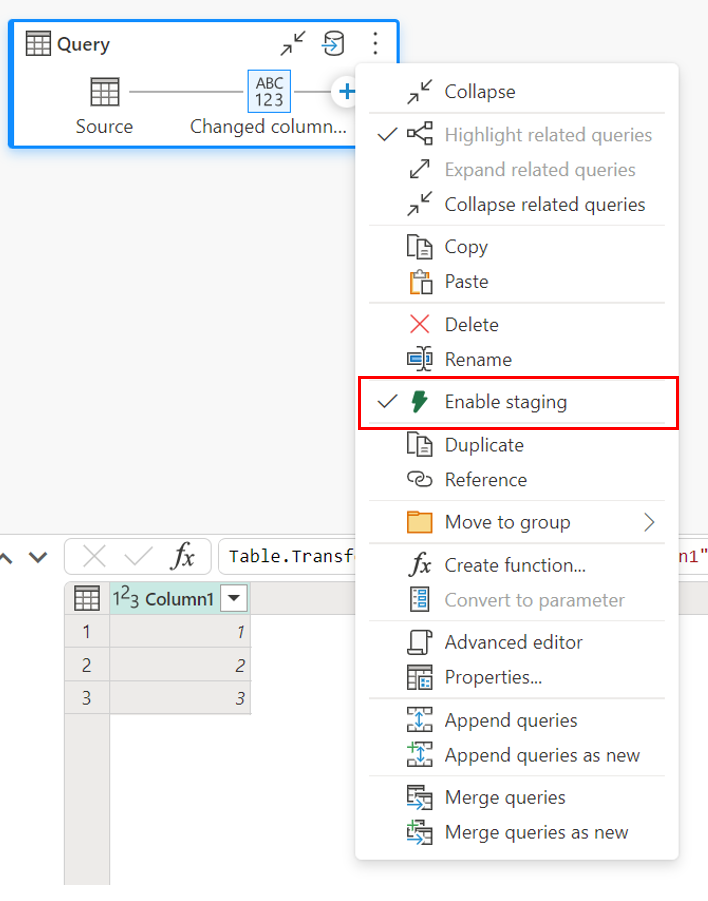 Query
ABC
123
Source
Changed column...
Collapse
Highlight related queries
Expand related queries
Collapse related queries
Copy
Paste
Delete
Rename
Enable staging
Duplicate
Reference
Move to group
fx
Table.Transf
n1"
Create function...
Convert to parameter
Advanced editor
Properties...
Append queries
Append queries as new
Merge queries
Merge queries as new
123 Column1
1 1
2 2
3 3